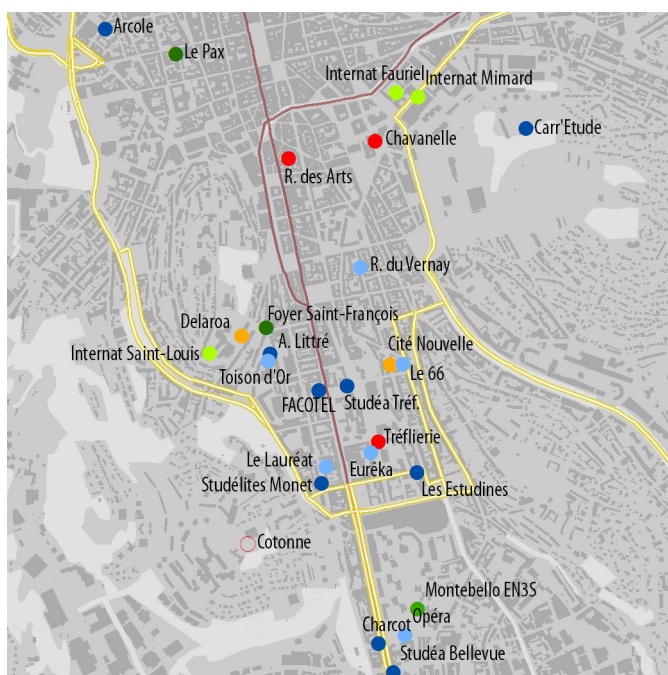 Arcole
Le Pax
Internat Fauriel
Internat Mimard
Carr'Etude
Chavanelle
R. des Arts
R. du Vernay
Foyer Saint-François
Delaroa
A. Littré
Internat Saint-Louis
Cité Nouvelle
Toison d'Or
Le 66
FACOTEL
Studéa Tréf.
Tréflierie
Le Lauréat
Eurêka
Studélites Monet
Les Estudines
Cotonne
Montebello EN3S
Opéra
Charcot
Studéa Bellevue